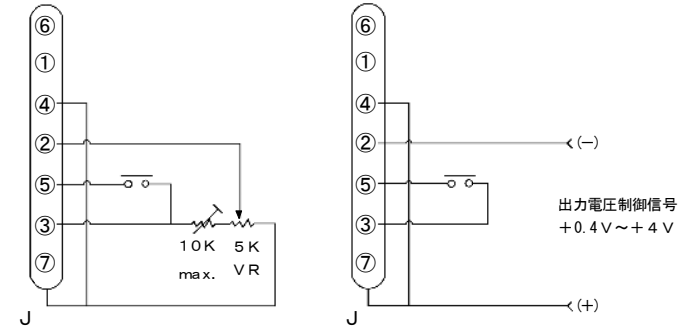 ⑥
①
④
②
⑤
③
⑦
J
10K
max.
5K
VR
⑥
①
④
②
⑤
③
⑦
J
(−)
出力電圧制御信号
+0.4V~+4V
(+)